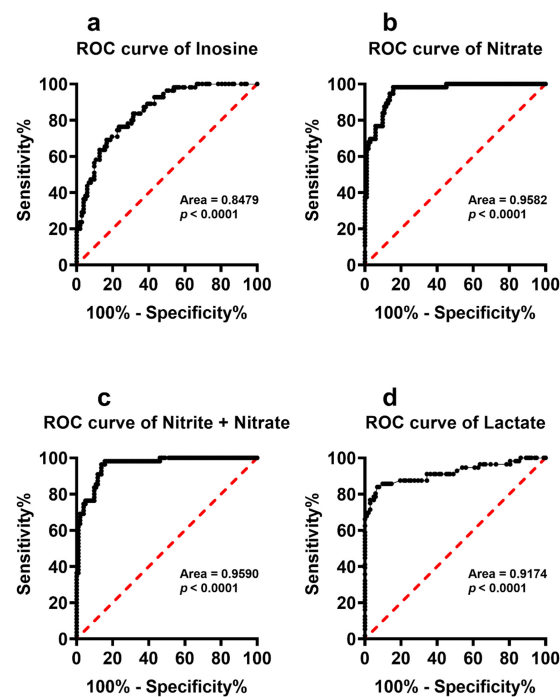 a
ROC curve of Inosine
100
80
60
40
20
0
Sensitivity%
Area = 0.8479
p < 0.0001
0 20 40 60 80 100
100% - Specificity%
b
ROC curve of Nitrate
100
80
60
40
20
0
Sensitivity%
Area = 0.9582
p < 0.0001
0 20 40 60 80 100
100% - Specificity%
c
ROC curve of Nitrite + Nitrate
100
80
60
40
20
0
Sensitivity%
Area = 0.9590
p < 0.0001
0 20 40 60 80 100
100% - Specificity%
d
ROC curve of Lactate
100
80
60
40
20
0
Sensitivity%
Area = 0.9174
p < 0.0001
0 20 40 60 80 100
100% - Specificity%